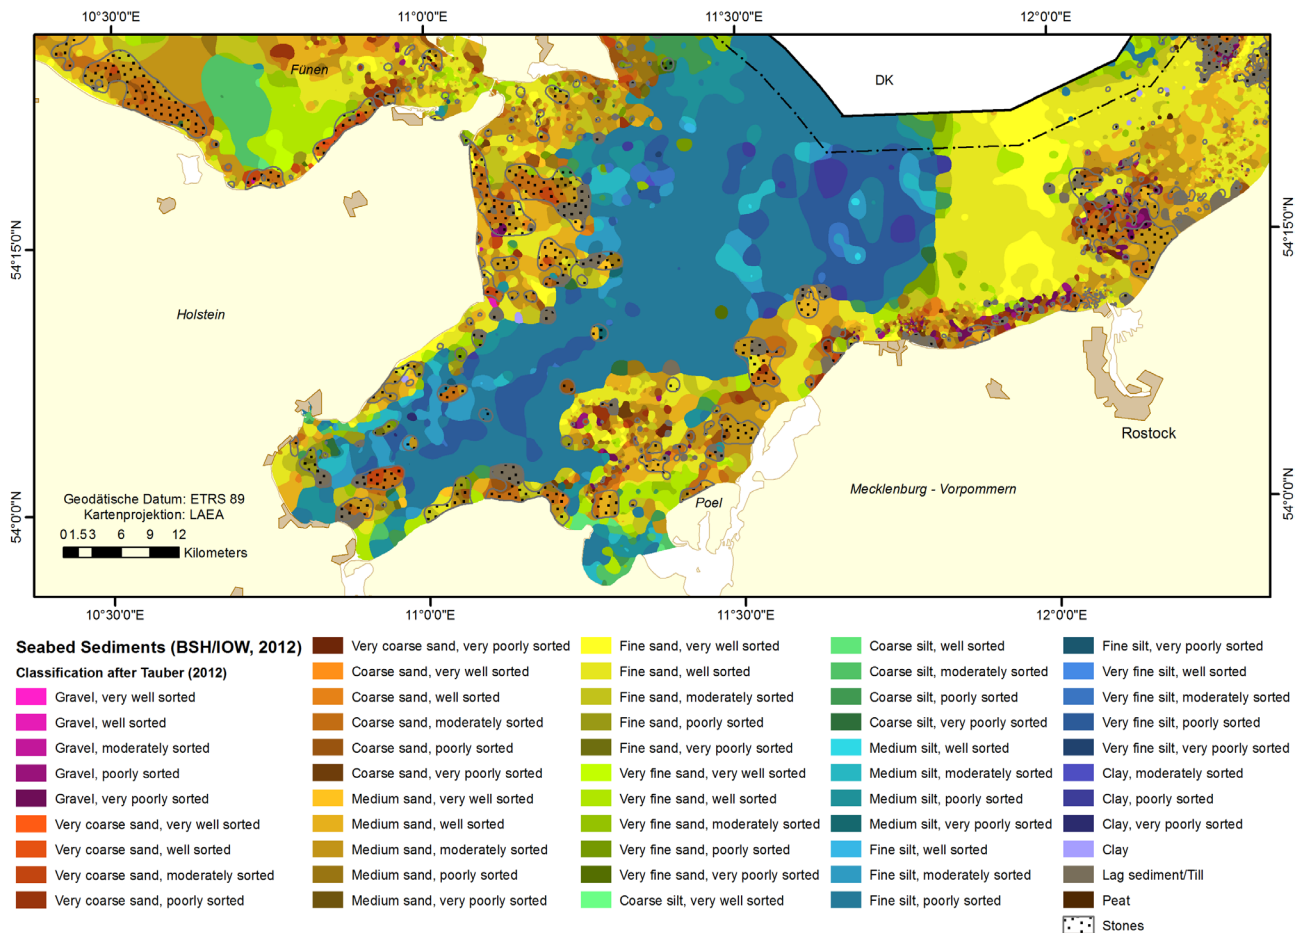 10°30'0"E
11°0'0"E
11°30'0"E
12°0'0"E
Fünen
DK
54°15'0"N
54°15'0"N
Holstein
Rostock
Mecklenburg - Vorpommern
Poel
54°0'0"N
54°0'0"N
Geodätische Datum: ETRS 89
Kartenprojektion: LAEA
0 1.53 6 9 12
Kilometers
10°30'0"E
11°0'0"E
11°30'0"E
12°0'0"E
Seabed Sediments (BSH/IOW, 2012)
Classification after Tauber (2012)
Gravel, very well sorted
Gravel, well sorted
Gravel, moderately sorted
Gravel, poorly sorted
Gravel, very poorly sorted
Very coarse sand, very well sorted
Very coarse sand, well sorted
Very coarse sand, moderately sorted
Very coarse sand, poorly sorted
Very coarse sand, very poorly sorted
Coarse sand, very well sorted
Coarse sand, well sorted
Coarse sand, moderately sorted
Coarse sand, poorly sorted
Coarse sand, very poorly sorted
Medium sand, very well sorted
Medium sand, well sorted
Medium sand, moderately sorted
Medium sand, poorly sorted
Medium sand, very poorly sorted
Fine sand, very well sorted
Fine sand, well sorted
Fine sand, moderately sorted
Fine sand, poorly sorted
Fine sand, very poorly sorted
Very fine sand, very well sorted
Very fine sand, well sorted
Very fine sand, moderately sorted
Very fine sand, poorly sorted
Very fine sand, very poorly sorted
Coarse silt, very well sorted
Coarse silt, well sorted
Coarse silt, moderately sorted
Coarse silt, poorly sorted
Coarse silt, very poorly sorted
Medium silt, well sorted
Medium silt, moderately sorted
Medium silt, poorly sorted
Medium silt, very poorly sorted
Fine silt, well sorted
Fine silt, moderately sorted
Fine silt, poorly sorted
Fine silt, very poorly sorted
Very fine silt, well sorted
Very fine silt, moderately sorted
Very fine silt, poorly sorted
Very fine silt, very poorly sorted
Clay, moderately sorted
Clay, poorly sorted
Clay, very poorly sorted
Clay
Lag sediment/Till
Peat
Stones